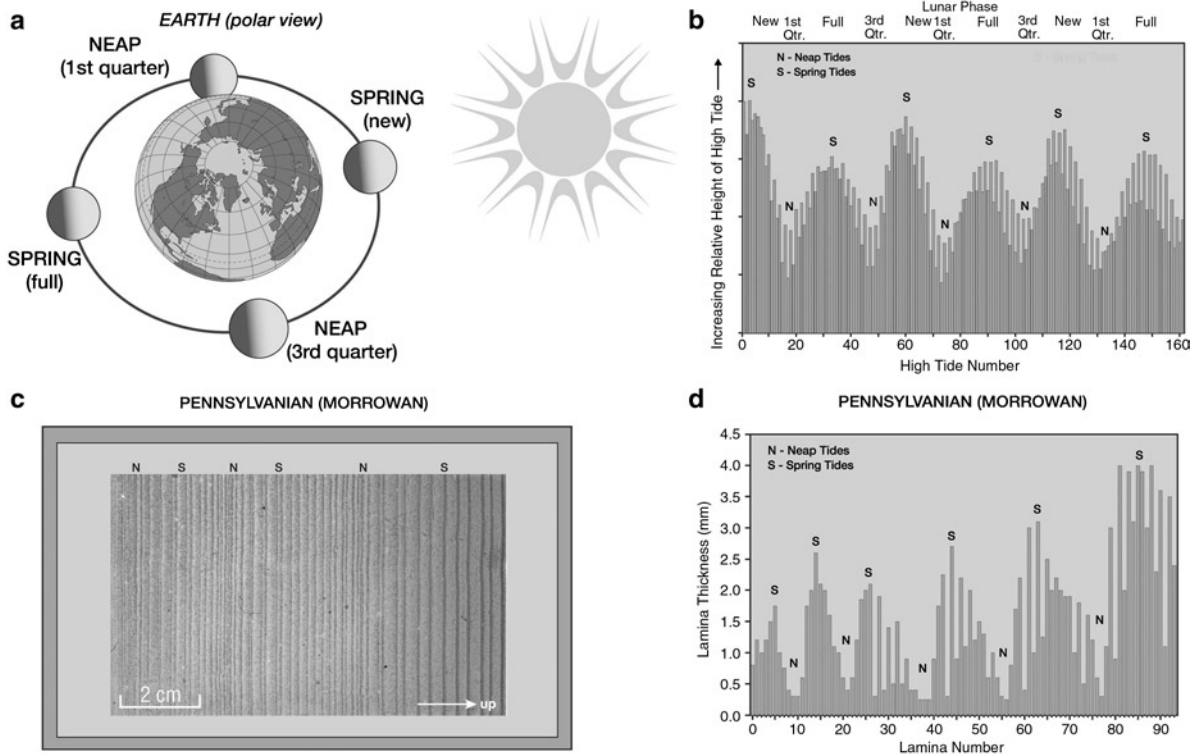 a
EARTH (polar view)
NEAP
(1st quarter)
SPRING
(new)
SPRING
(full)
NEAP
(3rd quarter)
b
Lunar Phase
New 1st Qtr. Full 3rd Qtr. New 1st Qtr. Full 3rd Qtr. New 1st Qtr. Full
N - Neap Tides
S - Spring Tides
S N S N S N S N S N S
Increasing Relative Height of High Tide
0 20 40 60 80 100 120 140 160
High Tide Number
c
PENNSYLVANIAN (MORROWAN)
N S N S N S
2 cm
up
d
PENNSYLVANIAN (MORROWAN)
N - Neap Tides
S - Spring Tides
S N S N S N S N S N S N S
Lamina Thickness (mm)
4.5
4.0
3.5
3.0
2.5
2.0
1.5
1.0
0.5
0.0
0 10 20 30 40 50 60 70 80 90
Lamina Number